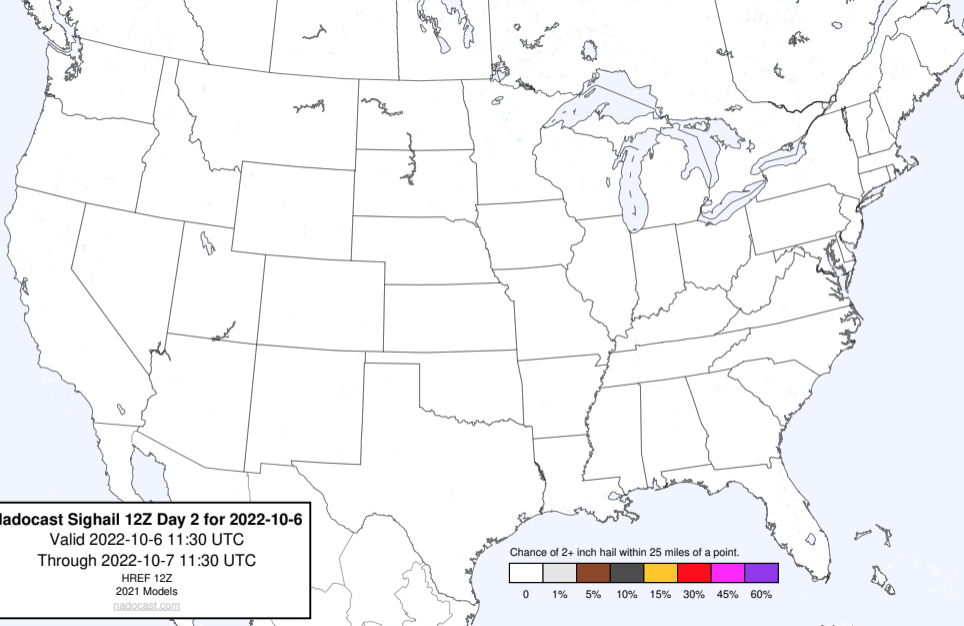 adocast Sighail 12Z Day 2 for 2022-10-6
Valid 2022-10-6 11:30 UTC
Through 2022-10-7 11:30 UTC
HREF 12Z
2021 Models
nadocast.com
Chance of 2+ inch hail within 25 miles of a point.
0 1% 5% 10% 15% 30% 45% 60%